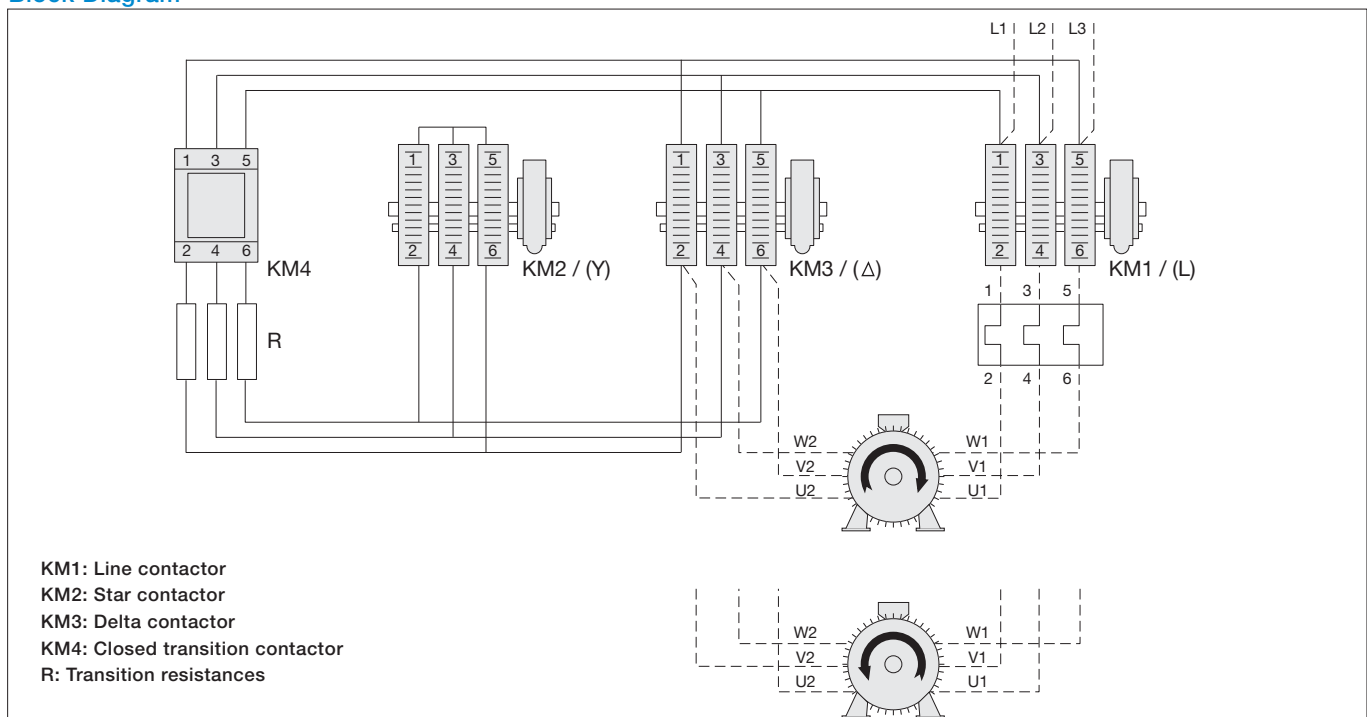 Block Diagram
L1 L2 L3
1 3 5
1 3 5
1 3 5
1 3 5
2 4 6
KM4
2 4 6
KM2 / (Y)
2 4 6
KM3 / (Δ)
2 4 6
KM1 / (L)
1 3 5
R
2 4 6
W2 W1
V2 V1
U2 U1
KM1: Line contactor
KM2: Star contactor
KM3: Delta contactor
KM4: Closed transition contactor
R: Transition resistances
W2 W1
V2 V1
U2 U1